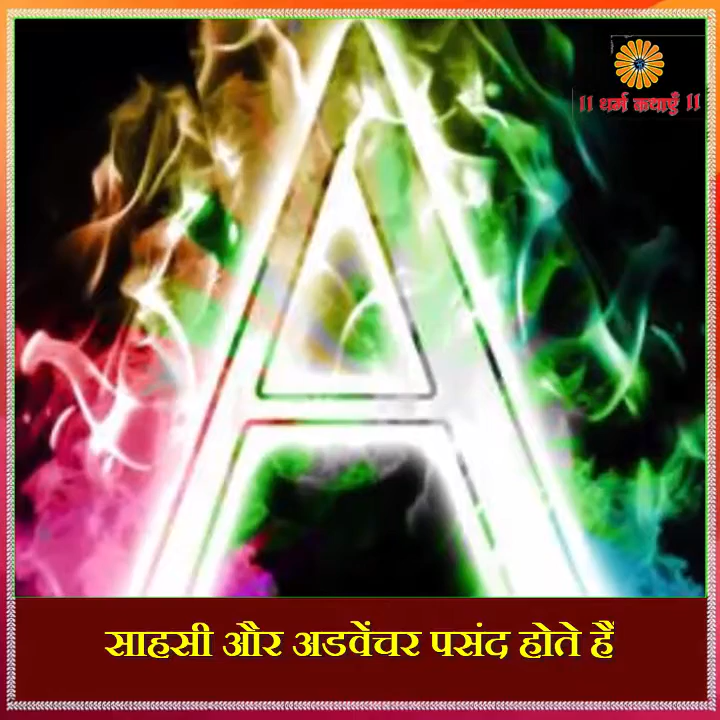 ॥ धर्म कथाएँ ॥
A
साहसी और अडवेंचर पसंद होते हैं